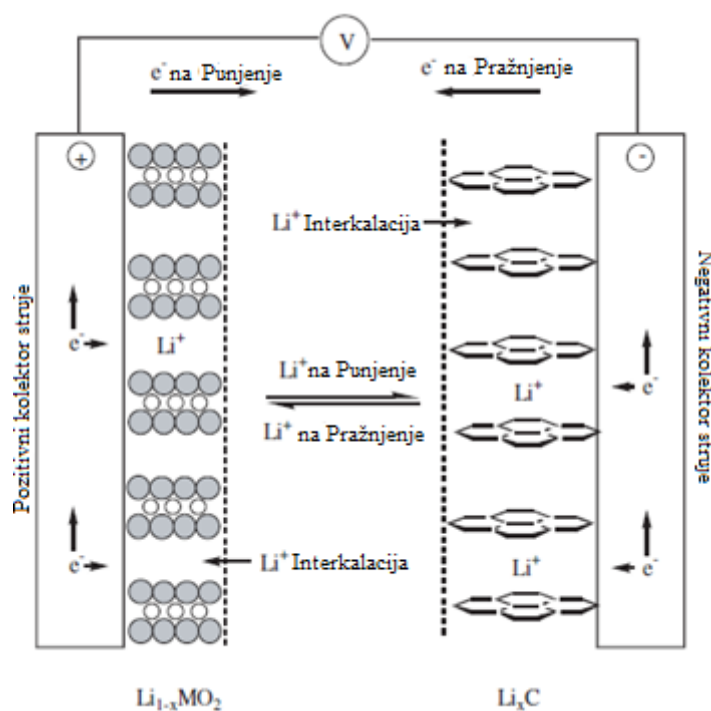 V
e⁻ na Punjenje
e⁻ na Pražnjenje
+
-
Li⁺ Interkalacija
Pozitivni kolektor struje
Negativni kolektor struje
e⁻
Li⁺
Li⁺ na Punjenje
Li⁺ na Pražnjenje
Li⁺
e⁻
e⁻
Li⁺ Interkalacija
Li⁺
e⁻
Li₁₋ₓMO₂
LiₓC